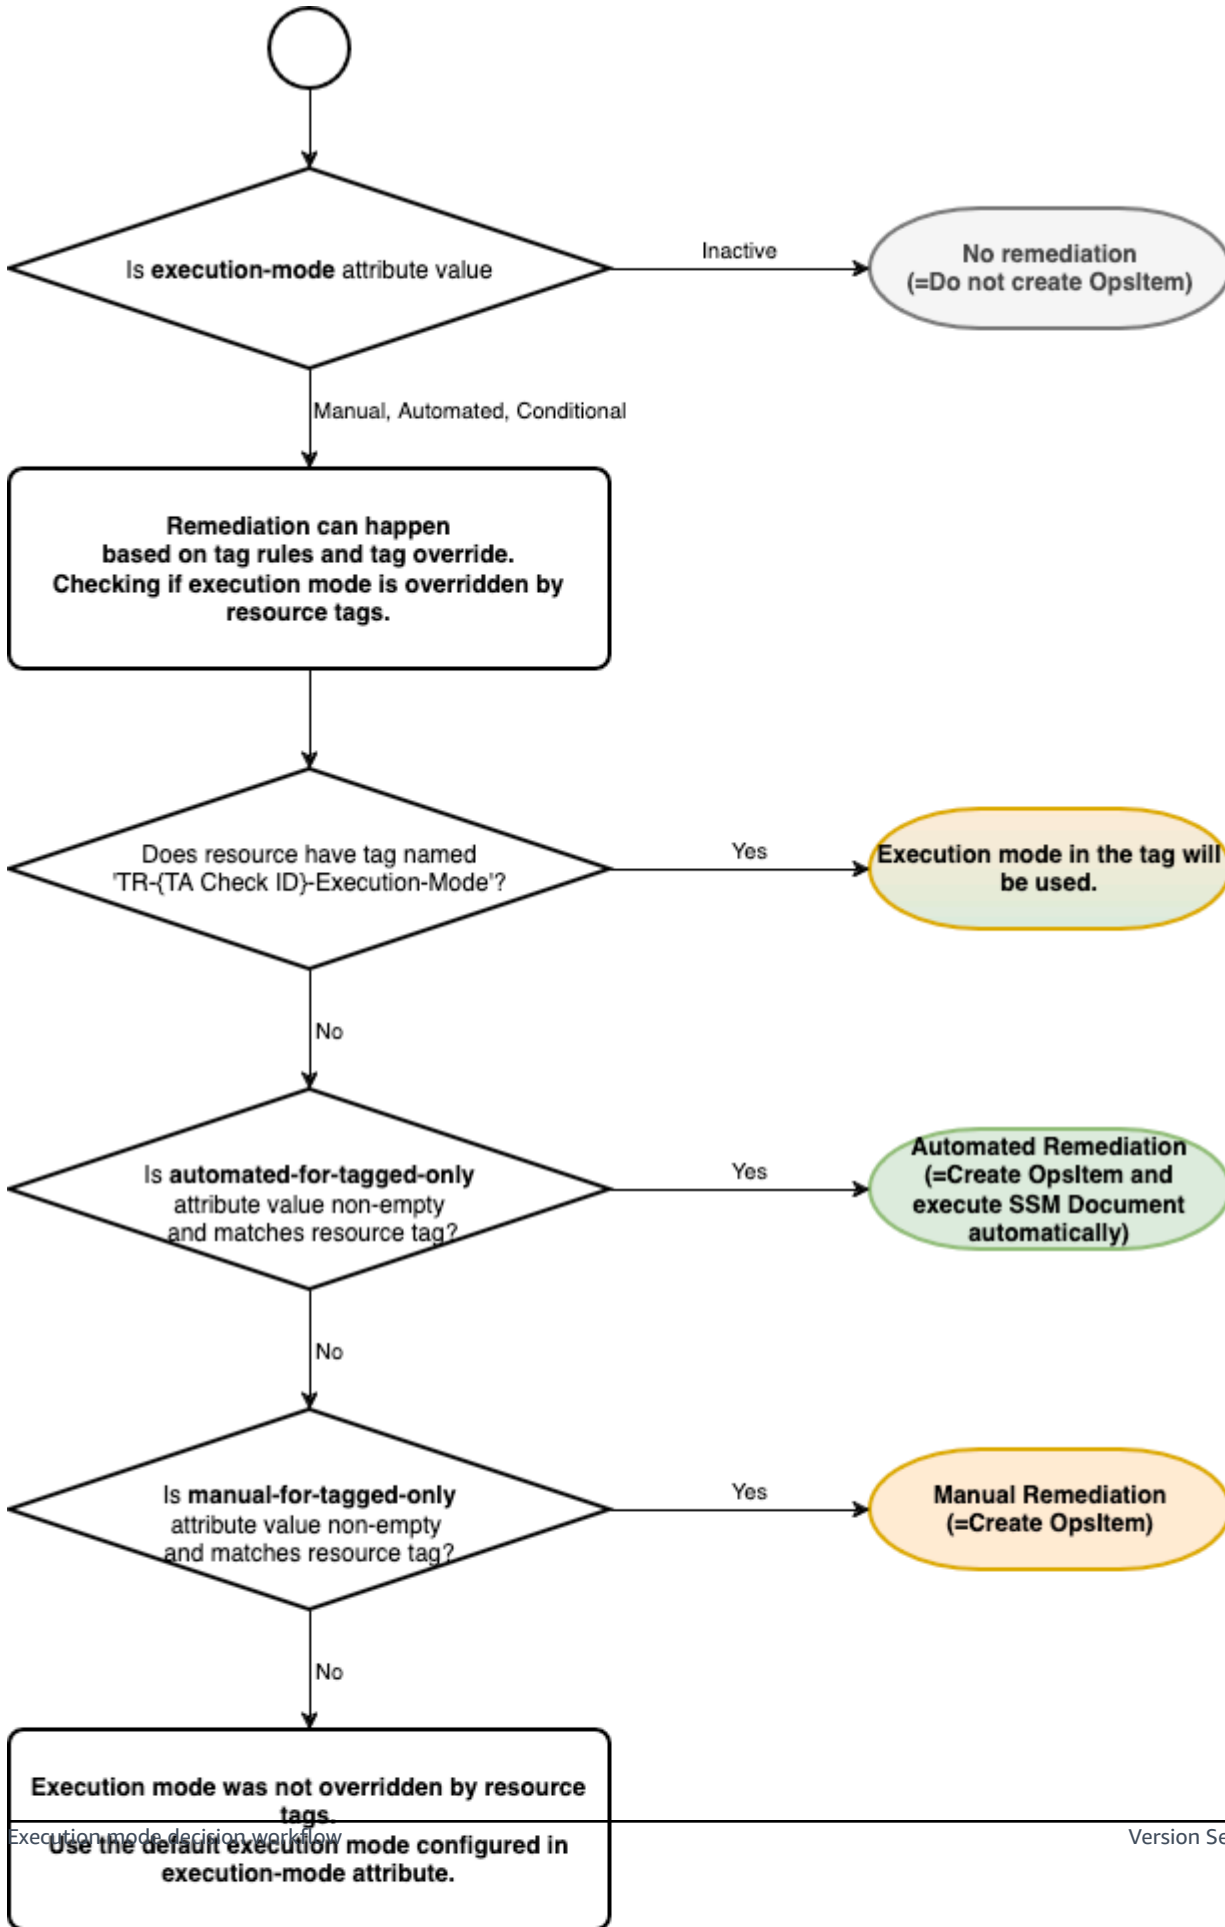 Is execution-mode attribute value
Inactive
No remediation
(=Do not create OpsItem)
Manual, Automated, Conditional
Remediation can happen
based on tag rules and tag override.
Checking if execution mode is overridden by
resource tags.
Does resource have tag named
'TR-{TA Check ID}-Execution-Mode'?
Yes
Execution mode in the tag will
be used.
No
Is automated-for-tagged-only
attribute value non-empty
and matches resource tag?
Yes
Automated Remediation
(=Create OpsItem and
execute SSM Document
automatically)
No
Is manual-for-tagged-only
attribute value non-empty
and matches resource tag?
Yes
Manual Remediation
(=Create OpsItem)
No
Execution mode was not overridden by resource
tags.
Use the default execution mode configured in
execution-mode attribute.
Execution mode decision workflow
Version